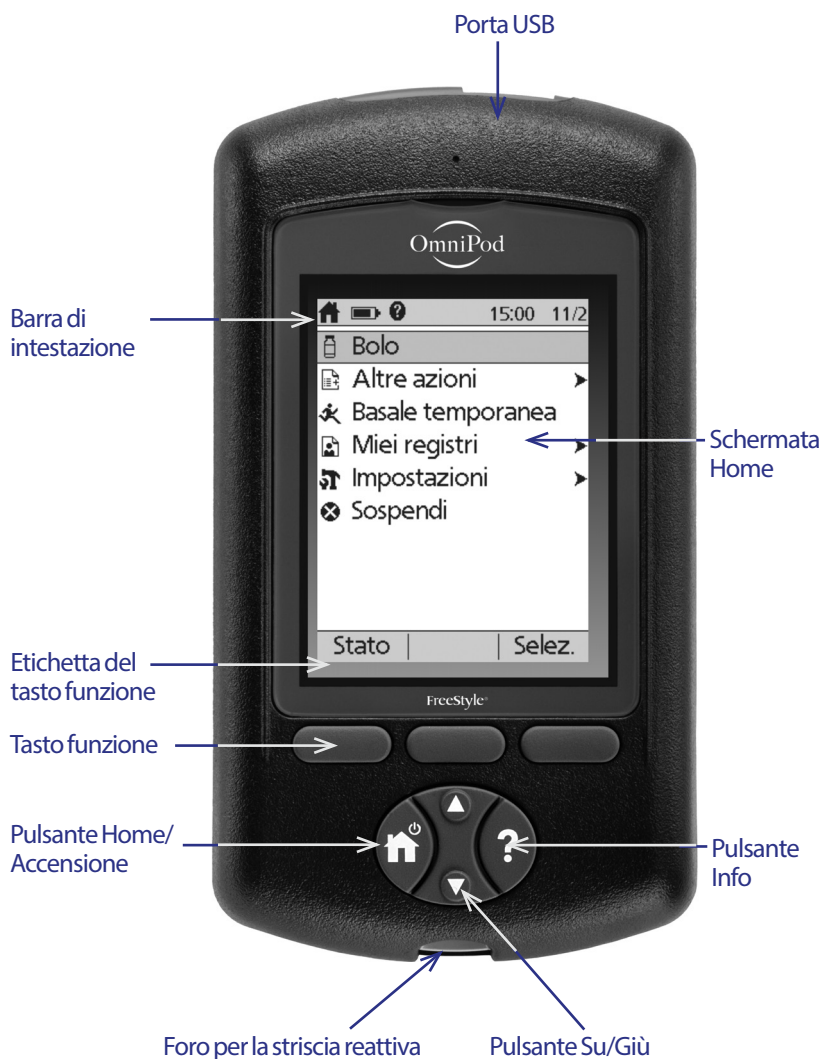 Porta USB
OmniPod
15:00 11/2
Bolo
Altre azioni
Basale temporanea
Miei registri
Impostazioni
Sospendi
Stato Selez.
FreeStyle®
?
Barra di
intestazione
Schermata
Home
Etichetta del
tasto funzione
Tasto funzione
Pulsante Home/
Accensione
Pulsante
Info
Foro per la striscia reattiva
Pulsante Su/Giù